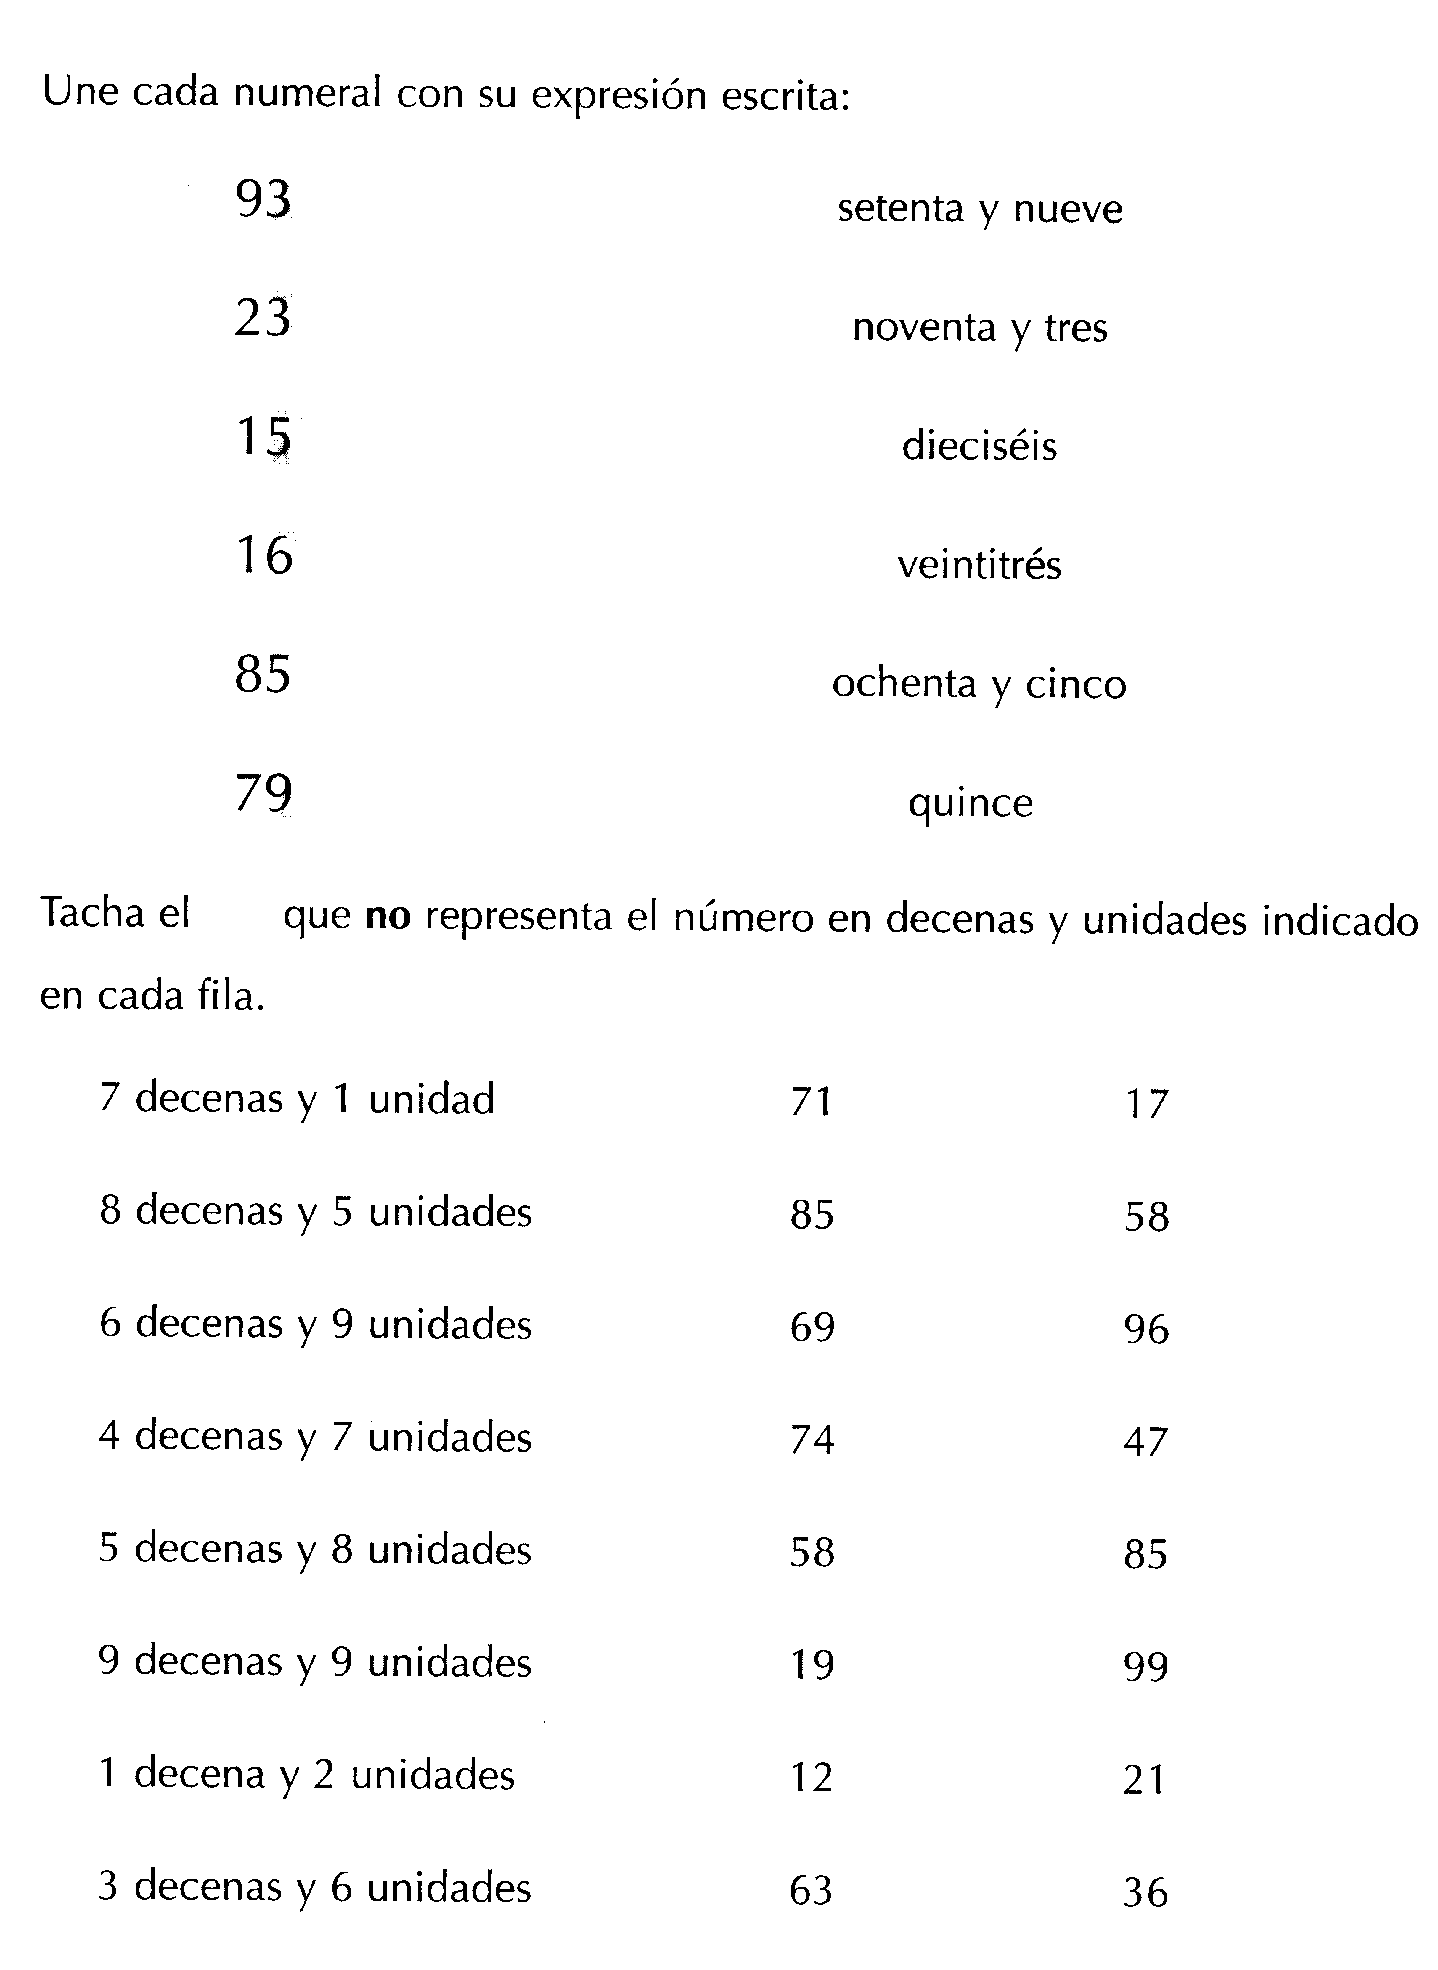 Une cada numeral con su expresión escrita:
93 setenta y nueve
23 noventa y tres
15 dieciséis
16 veintitrés
85 ochenta y cinco
79 quince
Tacha el que no representa el número en decenas y unidades indicado
en cada fila.
7 decenas y 1 unidad 71 17
8 decenas y 5 unidades 85 58
6 decenas y 9 unidades 69 96
4 decenas y 7 unidades 74 47
5 decenas y 8 unidades 58 85
9 decenas y 9 unidades 19 99
1 decena y 2 unidades 12 21
3 decenas y 6 unidades 63 36